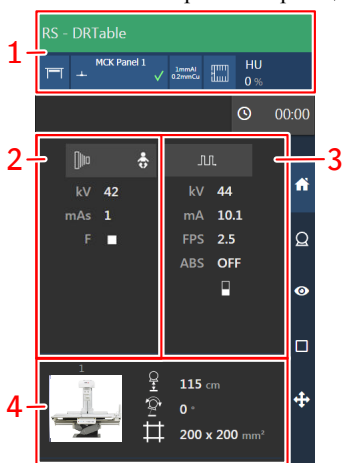 RS - DRTable
1
MCK Panel 1
1mmAl
0.2mmCu
HU
0 %
00:00
2
3
kV 42
mAs 1
F
kV 44
mA 10.1
FPS 2.5
ABS OFF
4
1
115 cm
0 °
200 x 200 mm²